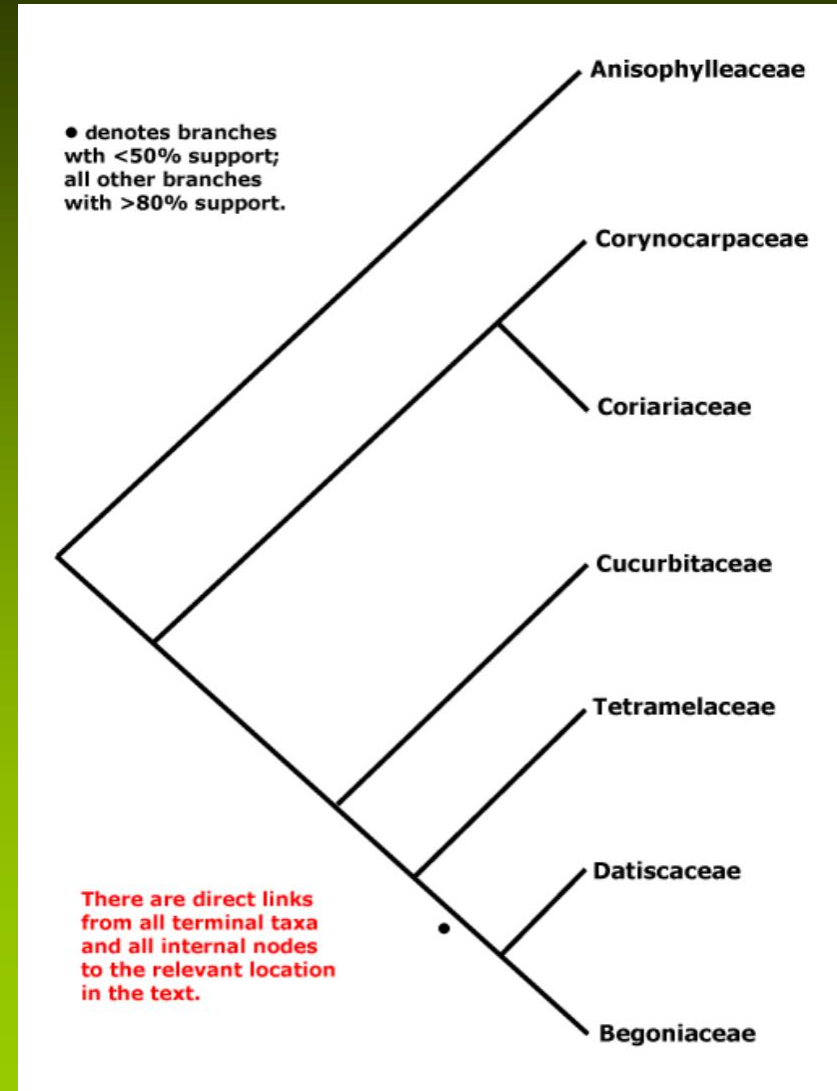 Anisophylleaceae
● denotes branches
wth <50% support;
all other branches
with >80% support.
Corynocarpaceae
Coriariaceae
Cucurbitaceae
Tetramelaceae
Datiscaceae
There are direct links
from all terminal taxa
and all internal nodes
to the relevant location
in the text.
Begoniaceae